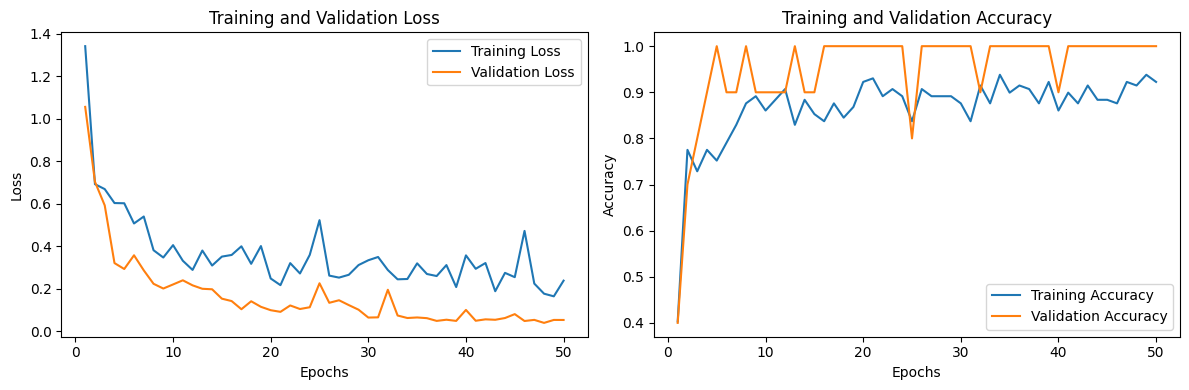 Training and Validation Loss
1.4
1.2
1.0
0.8
0.6
0.4
0.2
0.0
Loss
0 10 20 30 40 50
Epochs
Training Loss
Validation Loss
Training and Validation Accuracy
1.0
0.9
0.8
0.7
0.6
0.5
0.4
Accuracy
0 10 20 30 40 50
Epochs
Training Accuracy
Validation Accuracy